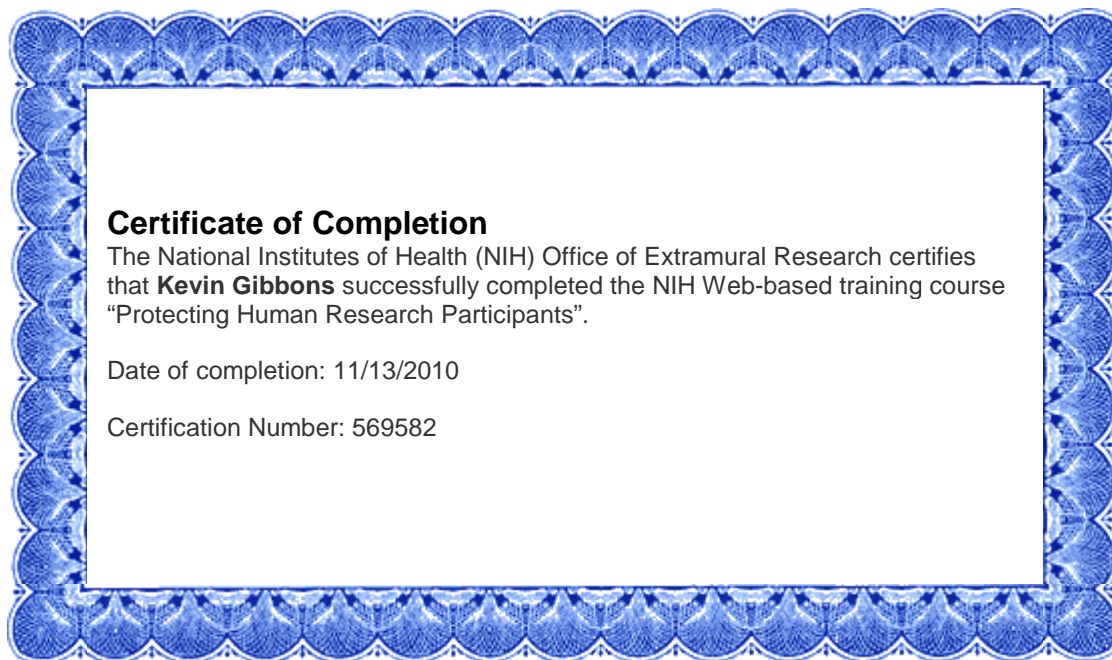 Certificate of Completion
The National Institutes of Health (NIH) Office of Extramural Research certifies
that Kevin Gibbons successfully completed the NIH Web-based training course
“Protecting Human Research Participants”.
Date of completion: 11/13/2010
Certification Number: 569582